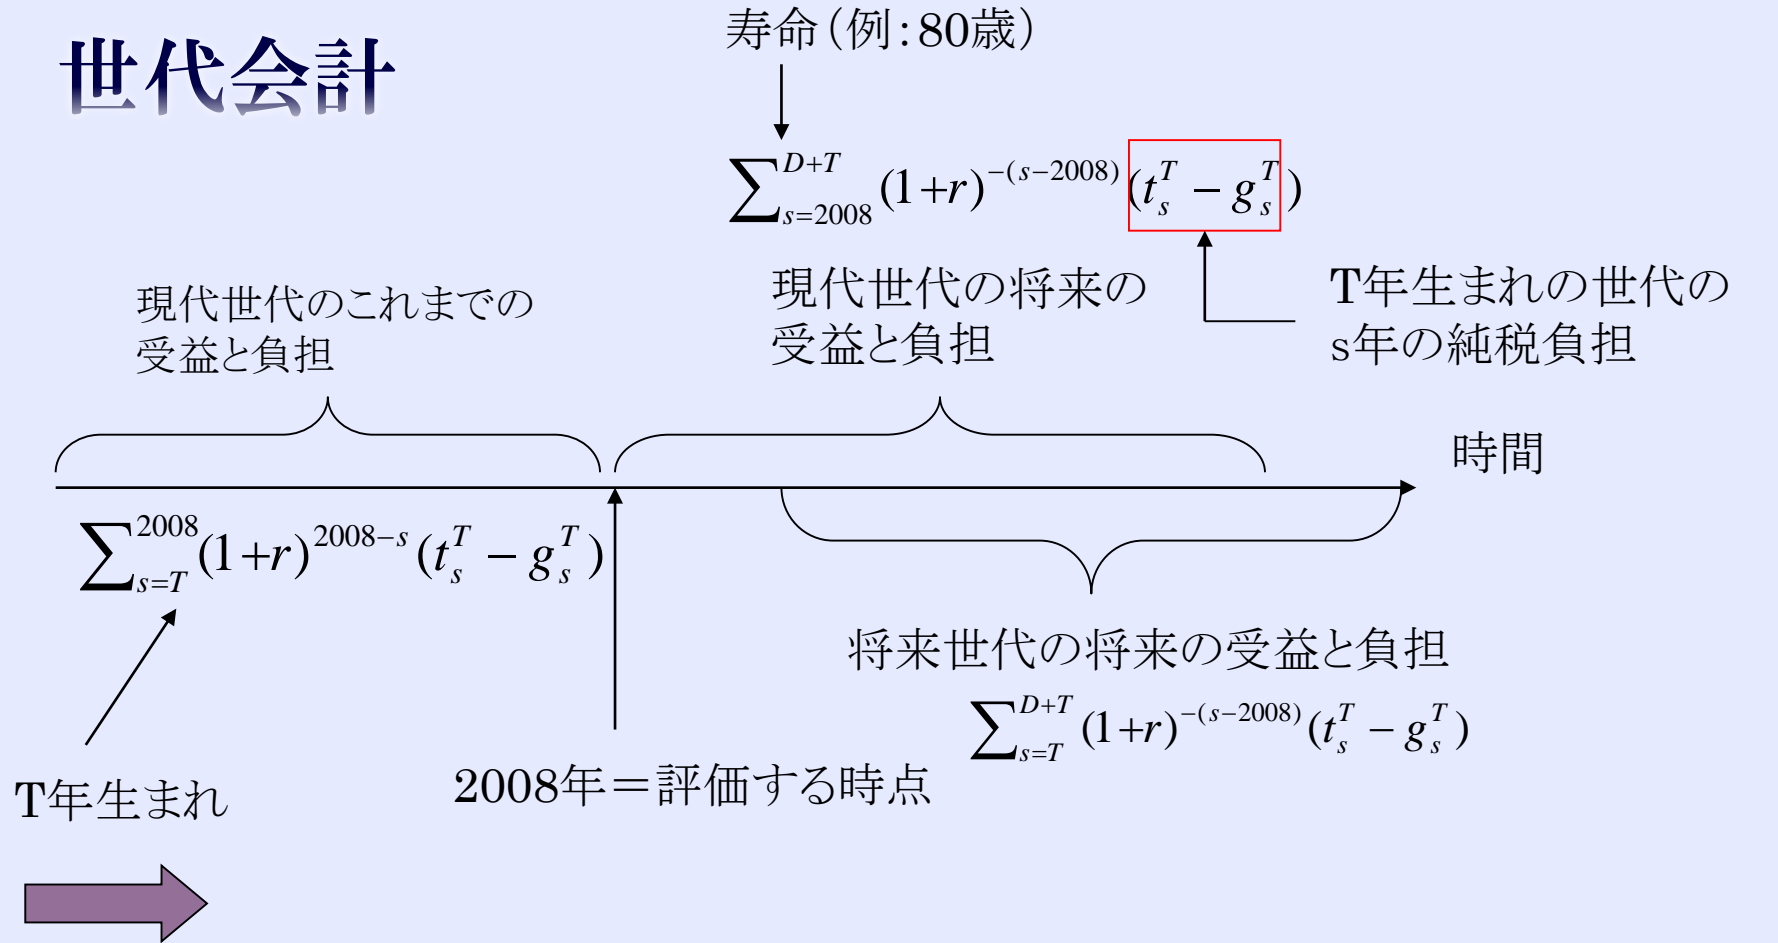 世代会計
寿命（例：80歳）
∑_{s=2008}^{D+T} (1+r)^{-(s-2008)} (t_s^T − g_s^T)
現代世代のこれまでの
受益と負担
現代世代の将来の
受益と負担
T年生まれの世代の
s年の純税負担
時間
∑_{s=T}^{2008} (1+r)^{2008-s} (t_s^T − g_s^T)
将来世代の将来の受益と負担
∑_{s=T}^{D+T} (1+r)^{-(s-2008)} (t_s^T − g_s^T)
T年生まれ
2008年＝評価する時点